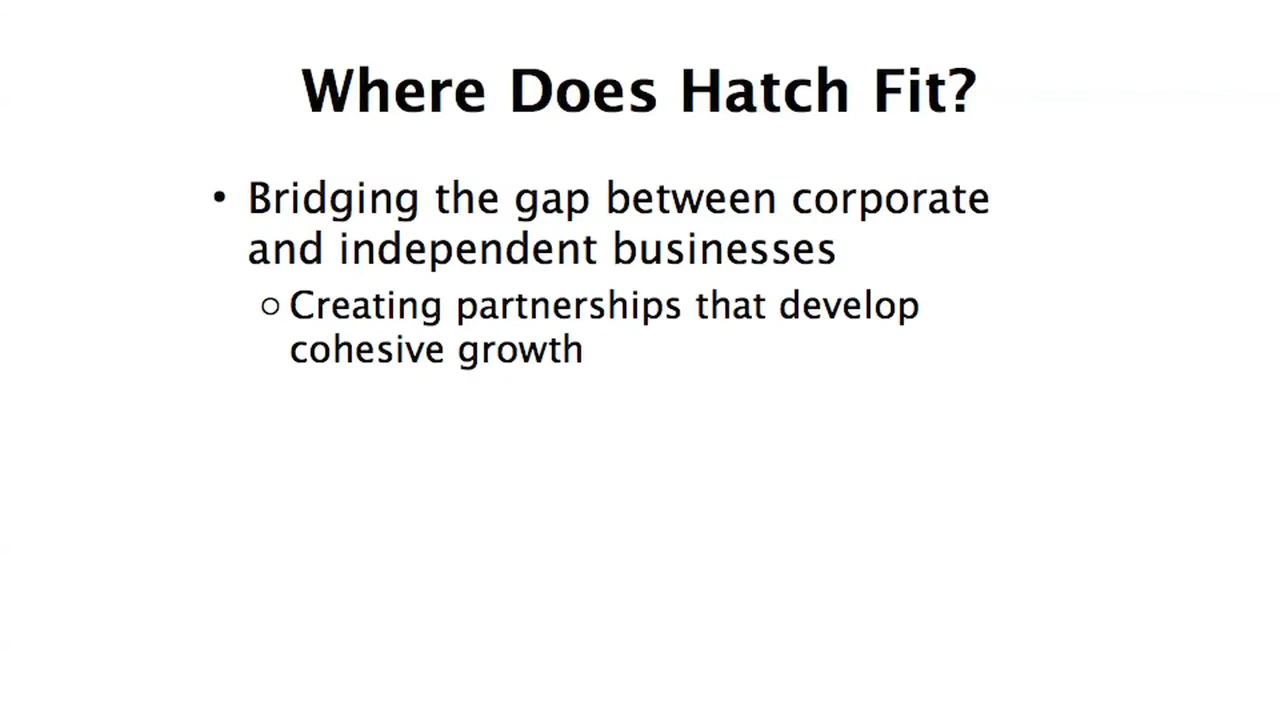 Where Does Hatch Fit?
• Bridging the gap between corporate
and independent businesses
○ Creating partnerships that develop
cohesive growth